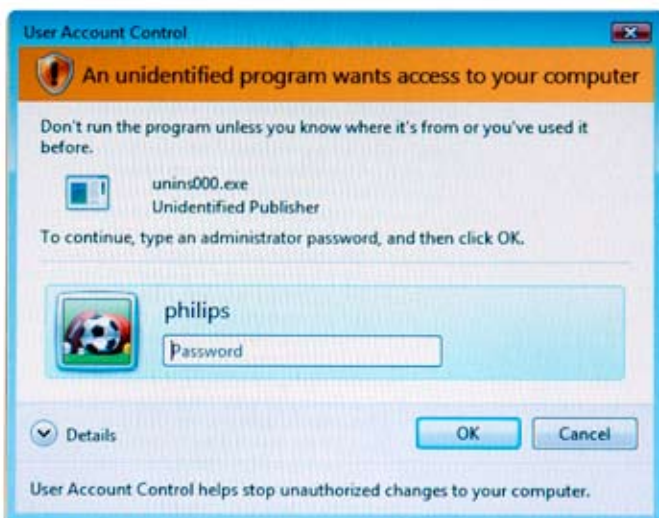 User Account Control
An unidentified program wants access to your computer
Don't run the program unless you know where it's from or you've used it
before.
unins000.exe
Unidentified Publisher
To continue, type an administrator password, and then click OK.
philips
Password
Details
OK
Cancel
User Account Control helps stop unauthorized changes to your computer.